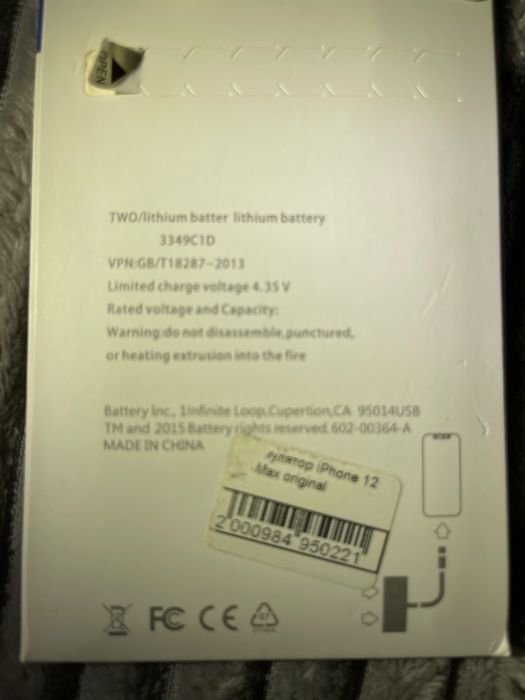 OPEN
TWO/lithium batter lithium battery
3349C1D
VPN:GB/T18287-2013
Limited charge voltage 4.35V
Rated voltage and Capacity:
Warning:do not disassemble,punctured,
or heating extrusion into the fire
Battery Inc., 1Infinite Loop,Cupertion,CA 95014USB
TM and 2015 Battery rights reserved.602-00364-A
MADE IN CHINA
улятор iPhone 12
Max original
2 000984 950221
FC CE 07